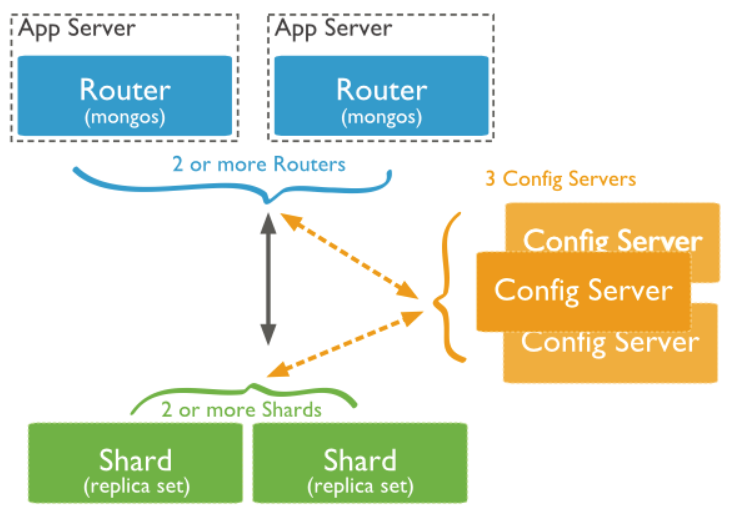 App Server
App Server
Router
(mongos)
Router
(mongos)
2 or more Routers
3 Config Servers
Config Server
Config Server
Config Server
2 or more Shards
Shard
(replica set)
Shard
(replica set)